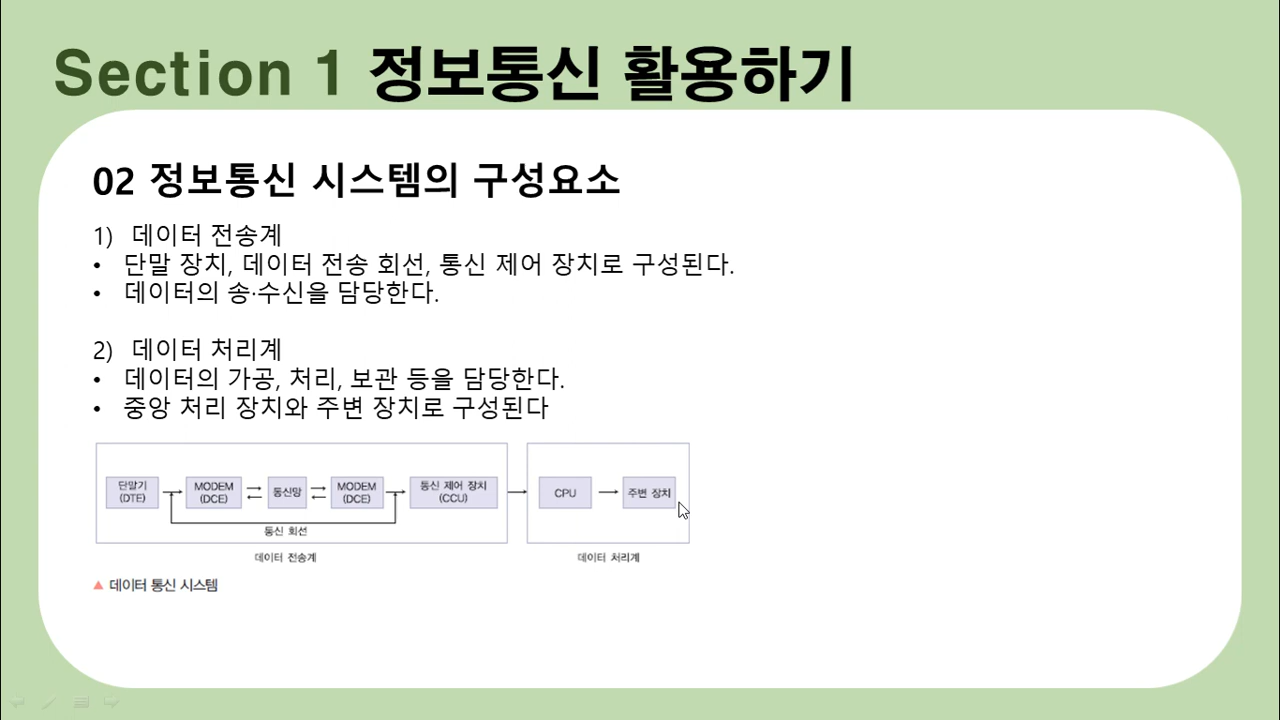 Section 1 정보통신 활용하기
02 정보통신 시스템의 구성요소
1) 데이터 전송계
• 단말 장치, 데이터 전송 회선, 통신 제어 장치로 구성된다.
• 데이터의 송·수신을 담당한다.
2) 데이터 처리계
• 데이터의 가공, 처리, 보관 등을 담당한다.
• 중앙 처리 장치와 주변 장치로 구성된다
단말기
(DTE)
MODEM
(DCE)
통신망
MODEM
(DCE)
통신 제어 장치
(CCU)
CPU
주변 장치
통신 회선
데이터 전송계
데이터 처리계
▲ 데이터 통신 시스템